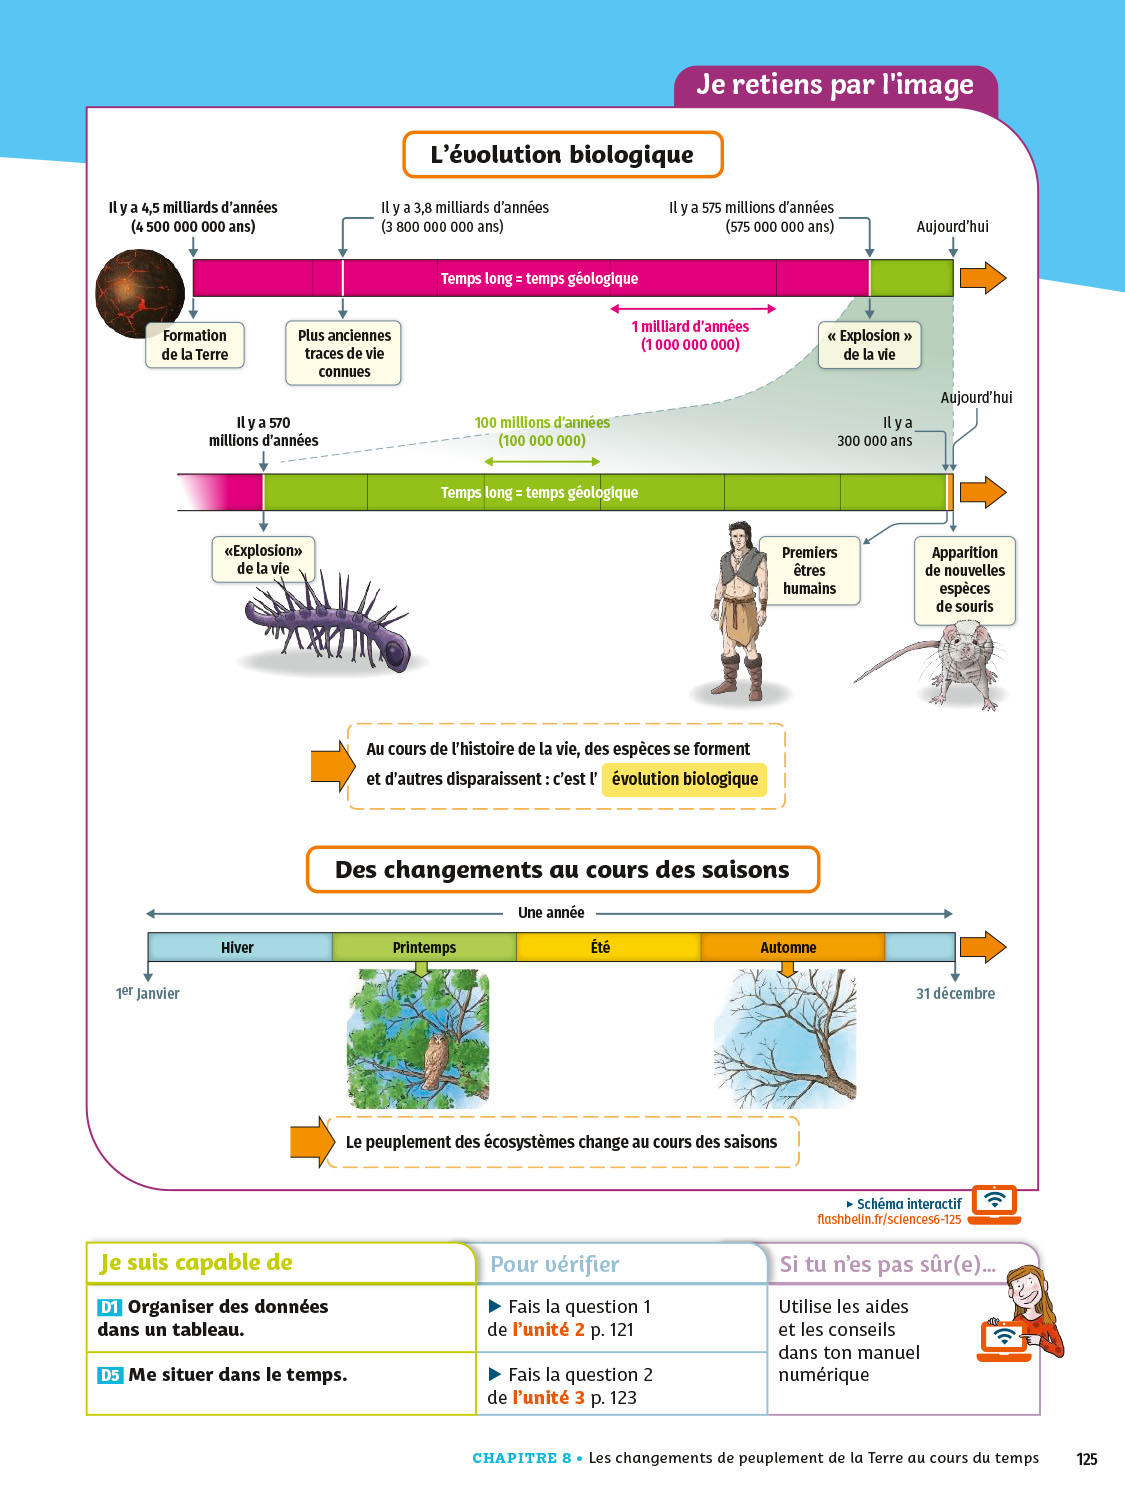 Je retiens par l'image
L'évolution biologique
Il y a 4,5 milliards d'années
(4 500 000 000 ans)
Il y a 3,8 milliards d'années
(3 800 000 000 ans)
Il y a 575 millions d'années
(575 000 000 ans)
Aujourd'hui
Temps long = temps géologique
Formation
de la Terre
Plus anciennes
traces de vie
connues
1 milliard d'années
(1 000 000 000)
« Explosion »
de la vie
Il y a 570
millions d'années
100 millions d'années
(100 000 000)
Il y a
300 000 ans
Aujourd'hui
Temps long = temps géologique
«Explosion»
de la vie
Premiers
êtres
humains
Apparition
de nouvelles
espèces
de souris
Au cours de l'histoire de la vie, des espèces se forment
et d'autres disparaissent : c'est l' évolution biologique
Des changements au cours des saisons
Une année
Hiver
Printemps
Été
Automne
1er Janvier
31 décembre
Le peuplement des écosystèmes change au cours des saisons
▸ Schéma interactif
flashbelin.fr/sciences6-125
Je suis capable de
Pour vérifier
Si tu n'es pas sûr(e)...
D1 Organiser des données
dans un tableau.
▶ Fais la question 1
de l'unité 2 p. 121
Utilise les aides
et les conseils
dans ton manuel
numérique
D5 Me situer dans le temps.
▶ Fais la question 2
de l'unité 3 p. 123
CHAPITRE 8 • Les changements de peuplement de la Terre au cours du temps
125